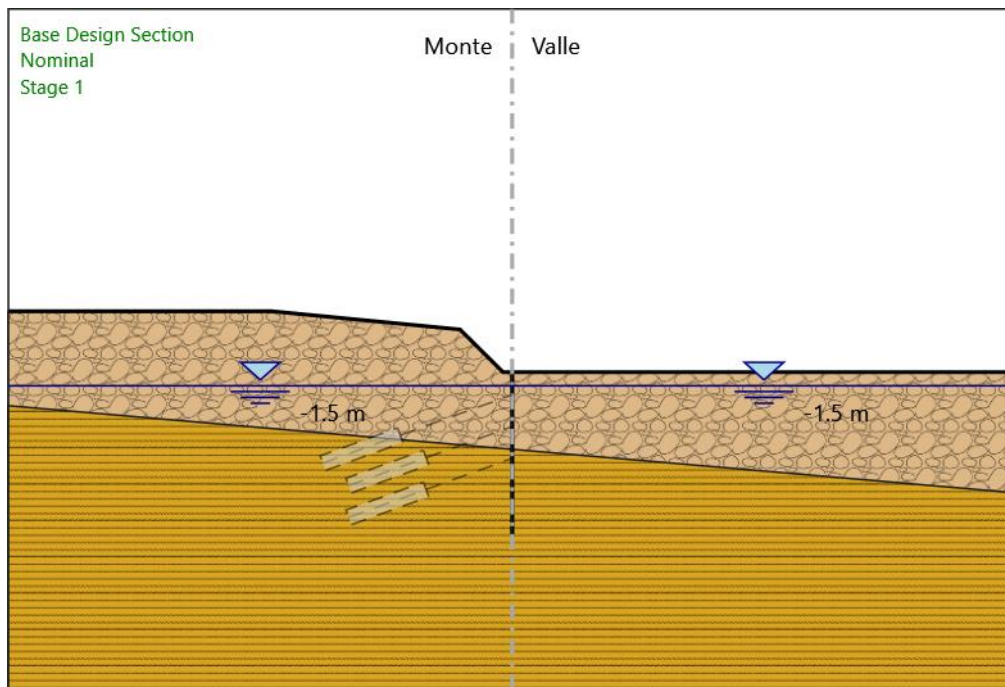 Base Design Section
Nominal
Stage 1
Monte
Valle
-1.5 m
-1.5 m